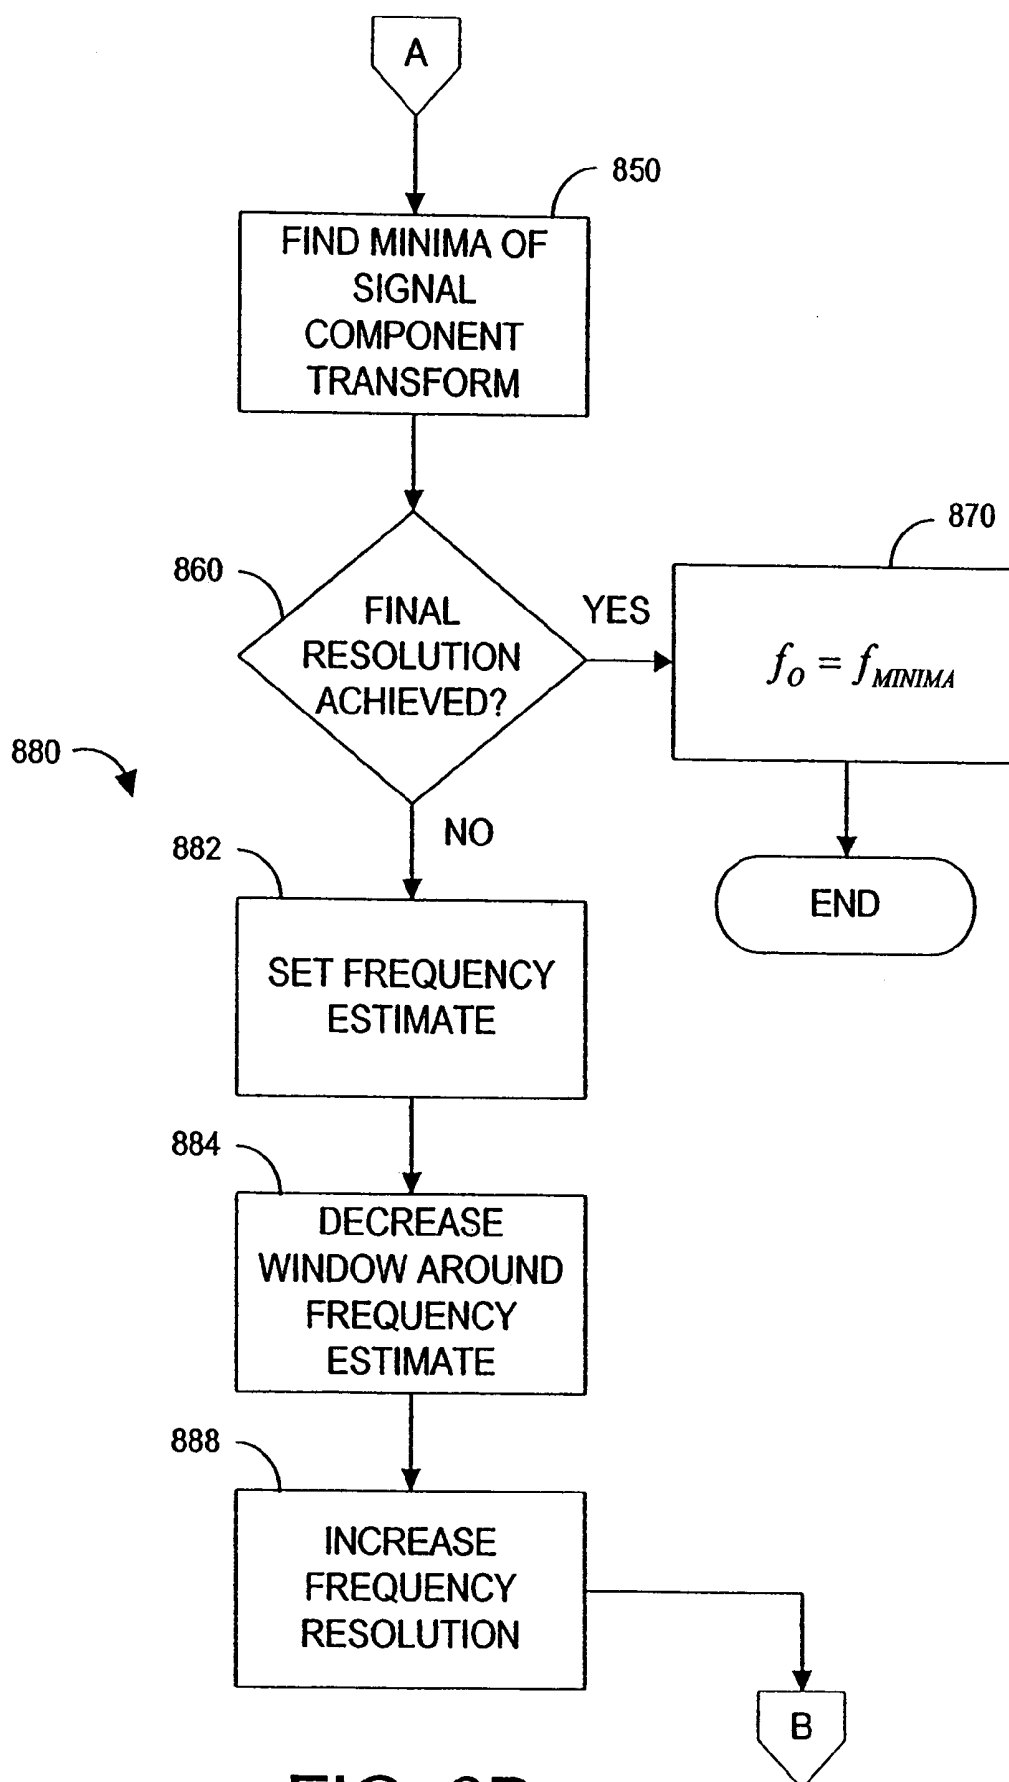 A
850
FIND MINIMA OF
SIGNAL
COMPONENT
TRANSFORM
860
FINAL
RESOLUTION
ACHIEVED?
YES
870
f_O = f_MINIMA
880
NO
END
882
SET FREQUENCY
ESTIMATE
884
DECREASE
WINDOW AROUND
FREQUENCY
ESTIMATE
888
INCREASE
FREQUENCY
RESOLUTION
B